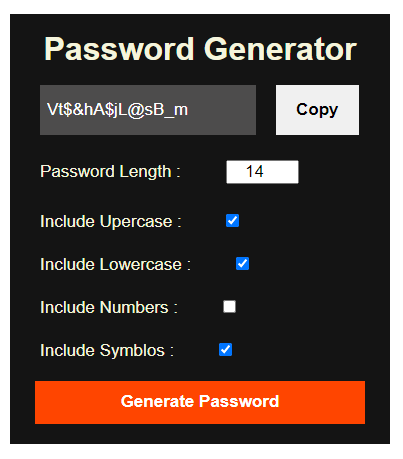 Password Generator
Vt$&hA$jL@sB_m Copy
Password Length : 14
Include Upercase :
Include Lowercase :
Include Numbers :
Include Symblos :
Generate Password